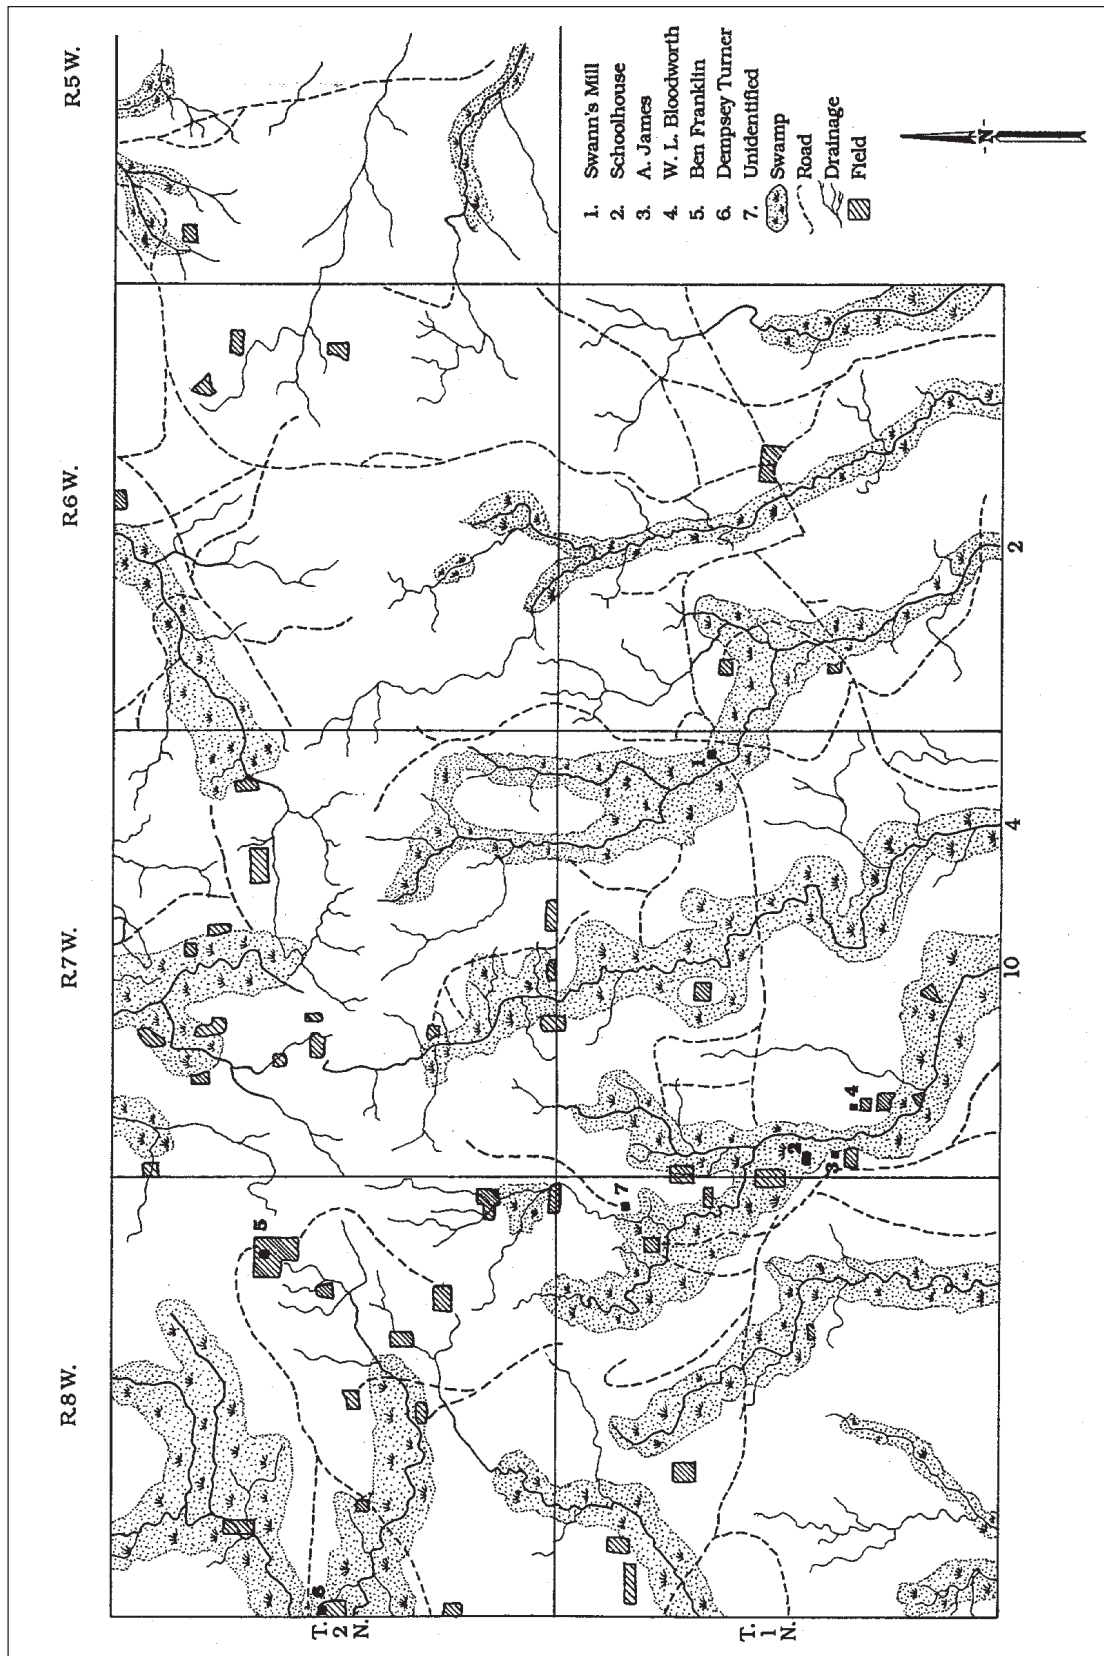 R.8 W.
R.7 W.
R.6 W.
R.5 W.
T.
2
N.
T.
1
N.
1
2
3
4
5
6
7
10
4
2
1. Swann's Mill
2. Schoolhouse
3. A. James
4. W. L. Bloodworth
5. Ben Franklin
6. Dempsey Turner
7. Unidentified
Swamp
Road
Drainage
Field
N